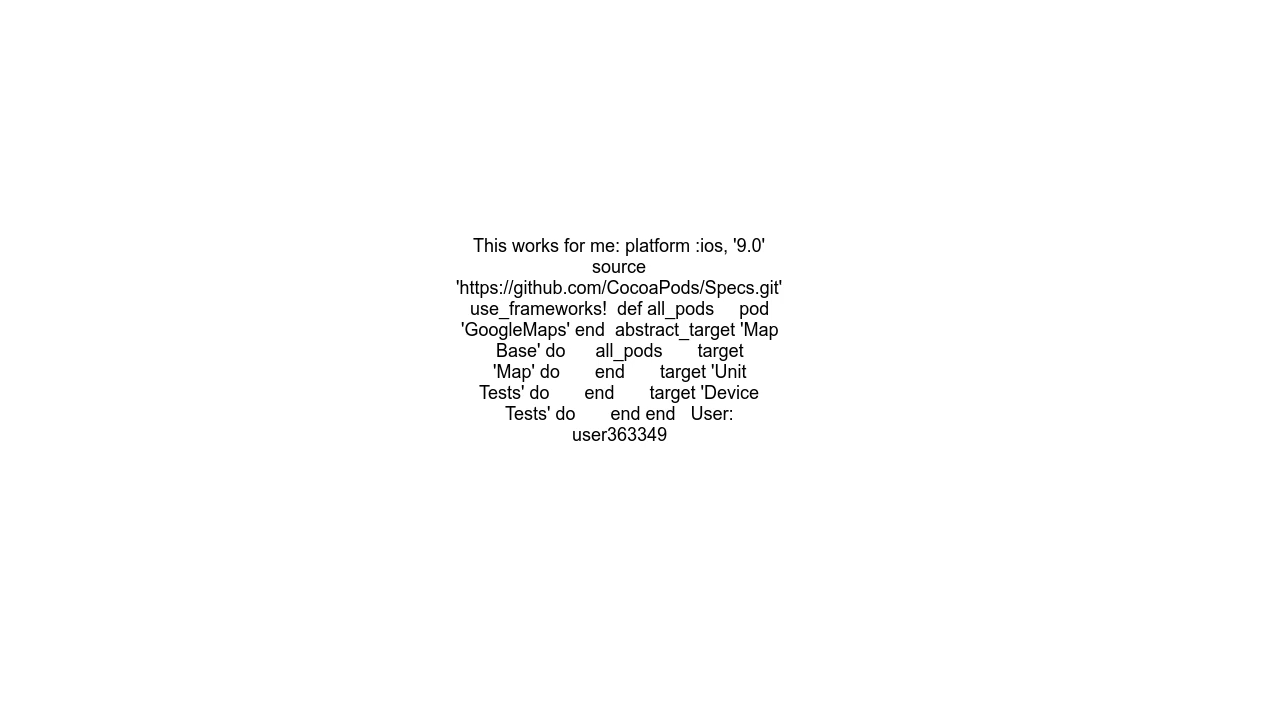 This works for me: platform :ios, '9.0'
source
'https://github.com/CocoaPods/Specs.git'
use_frameworks!  def all_pods     pod
'GoogleMaps' end  abstract_target 'Map
Base' do      all_pods       target
'Map' do       end       target 'Unit
Tests' do       end       target 'Device
Tests' do       end end   User:
user363349